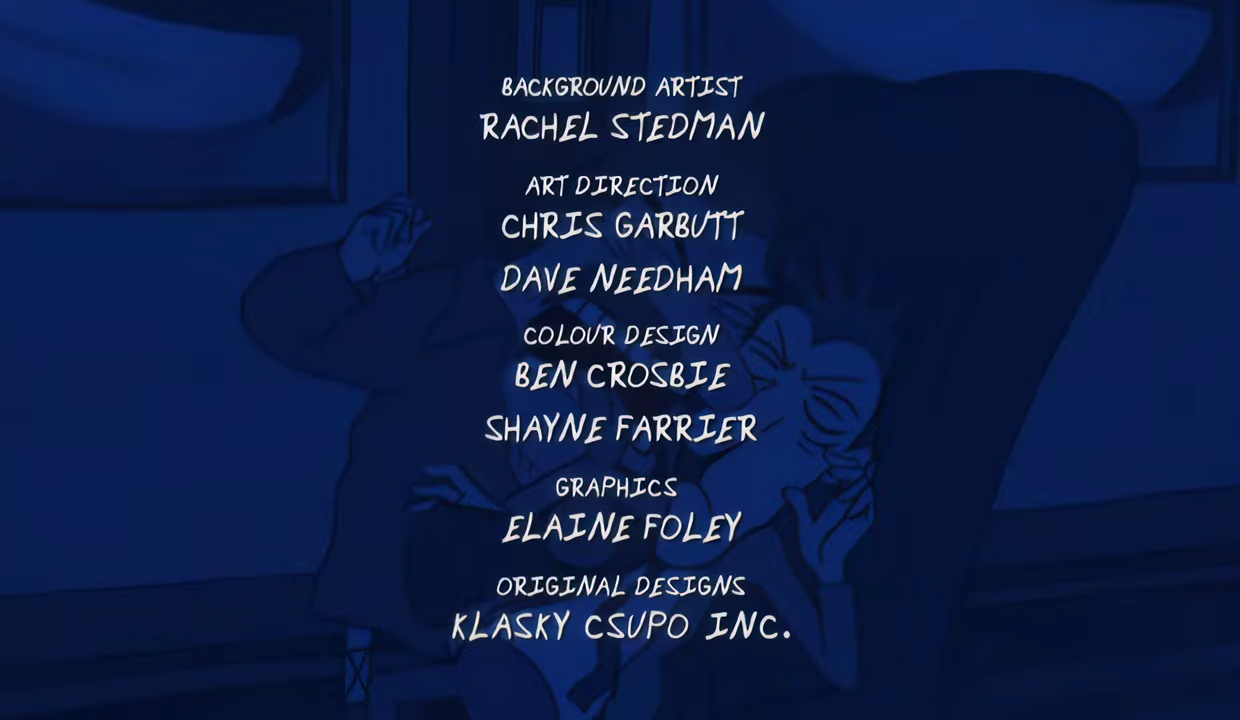 BACKGROUND ARTIST
RACHEL STEDMAN
ART DIRECTION
CHRIS GARBUTT
DAVE NEEDHAM
COLOUR DESIGN
BEN CROSBIE
SHAYNE FARRIER
GRAPHICS
ELAINE FOLEY
ORIGINAL DESIGNS
KLASKY CSUPO INC.